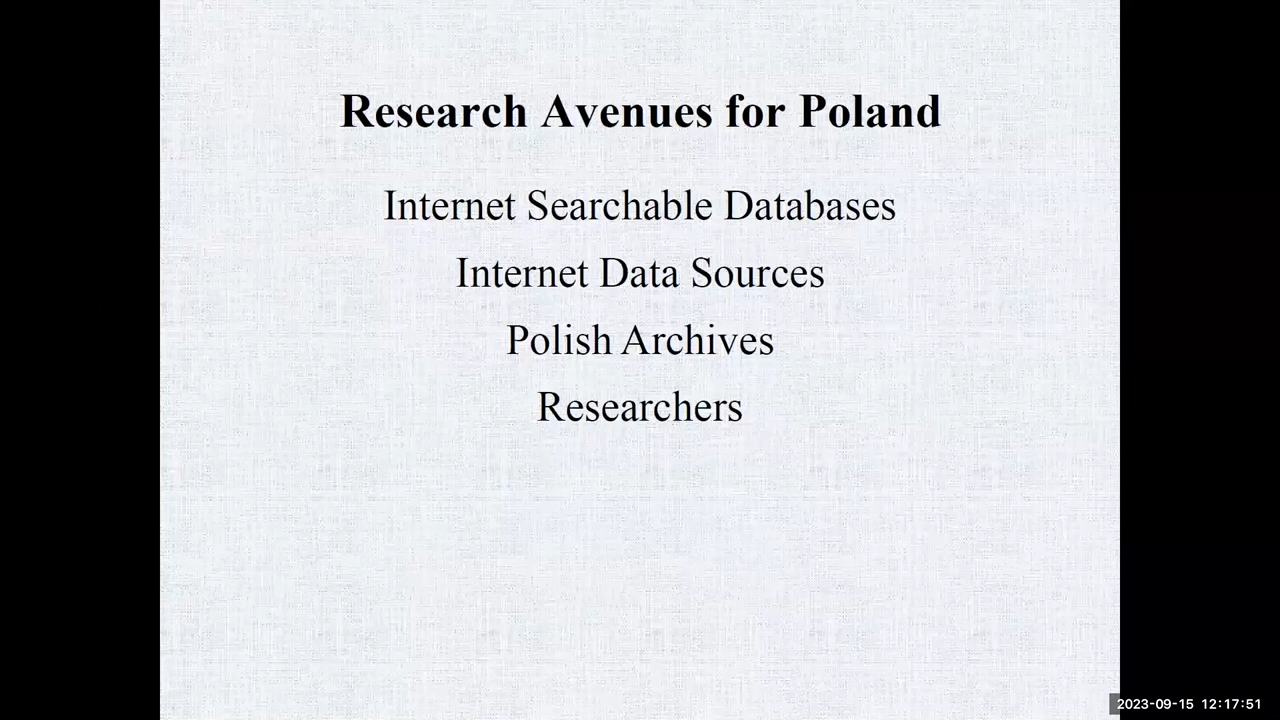 Research Avenues for Poland
Internet Searchable Databases
Internet Data Sources
Polish Archives
Researchers
2023-09-15 12:17:51